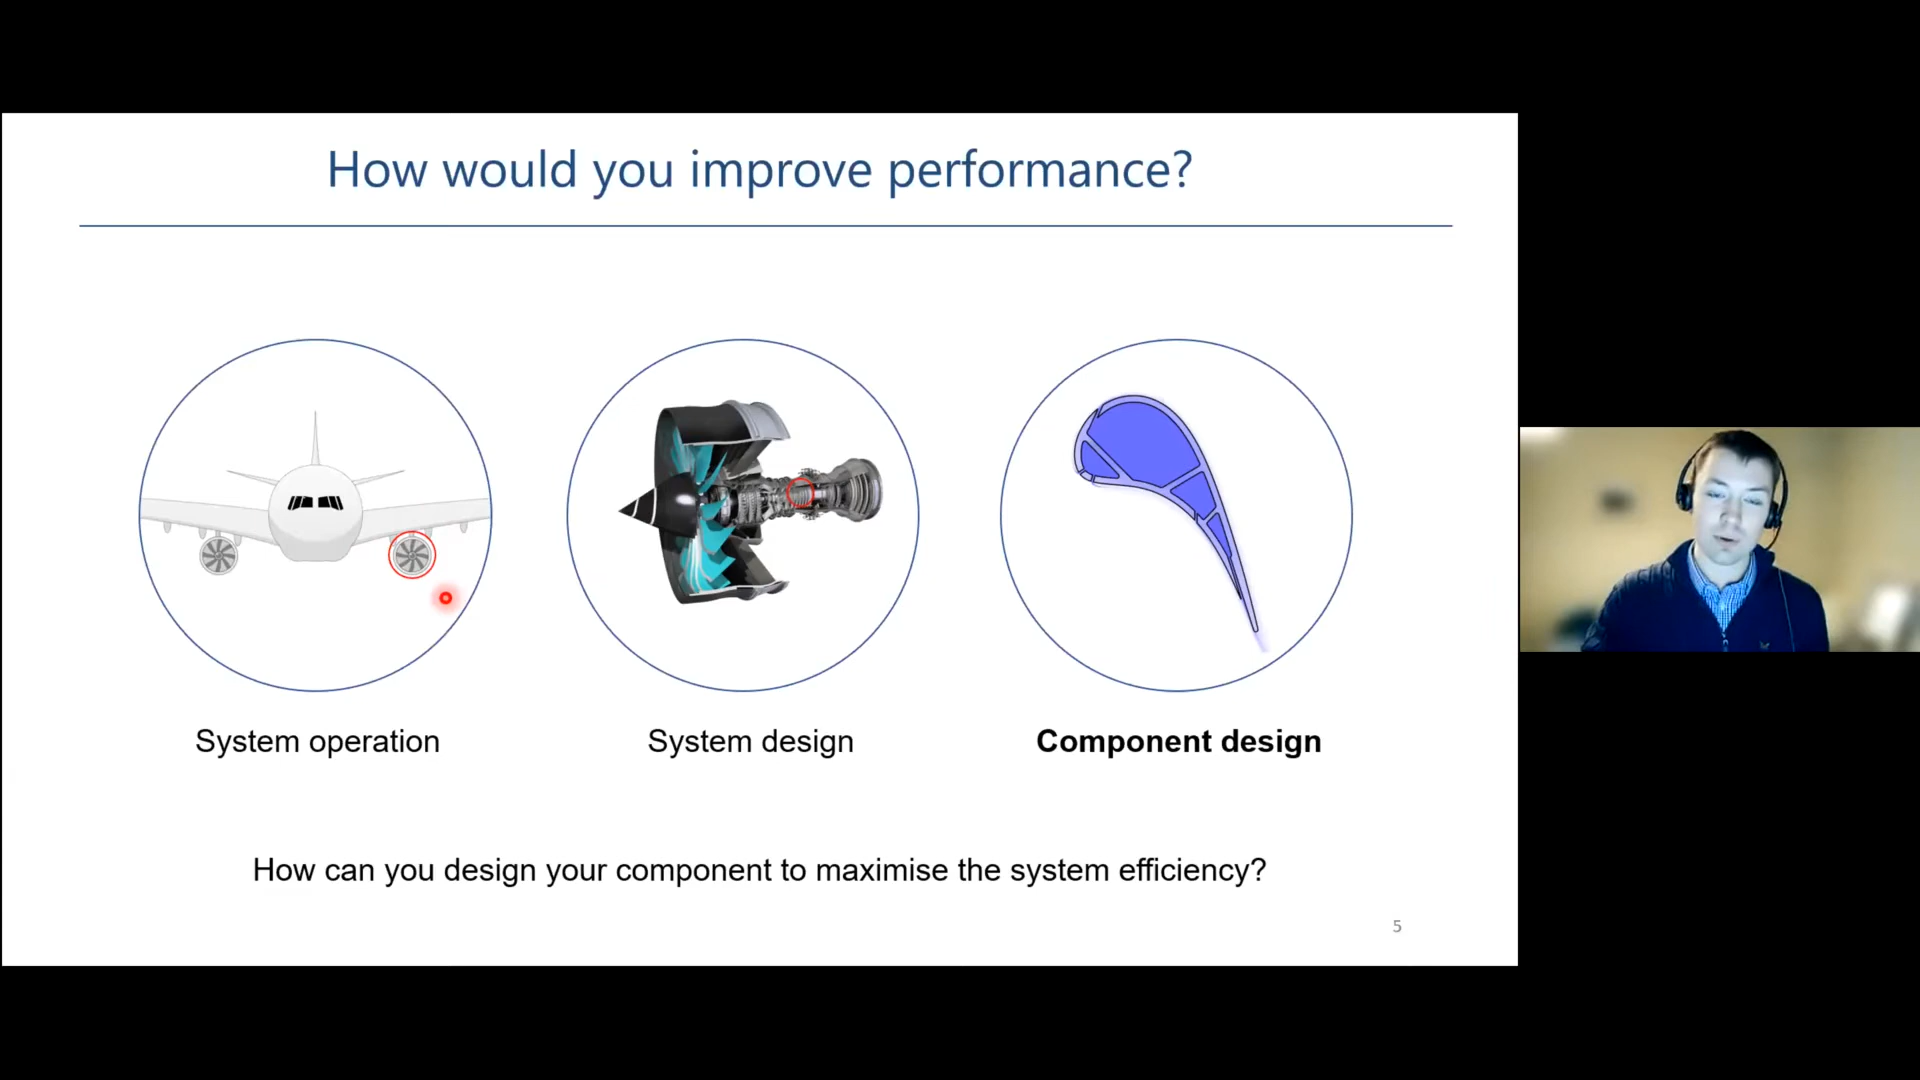 How would you improve performance?
System operation
System design
Component design
How can you design your component to maximise the system efficiency?
5